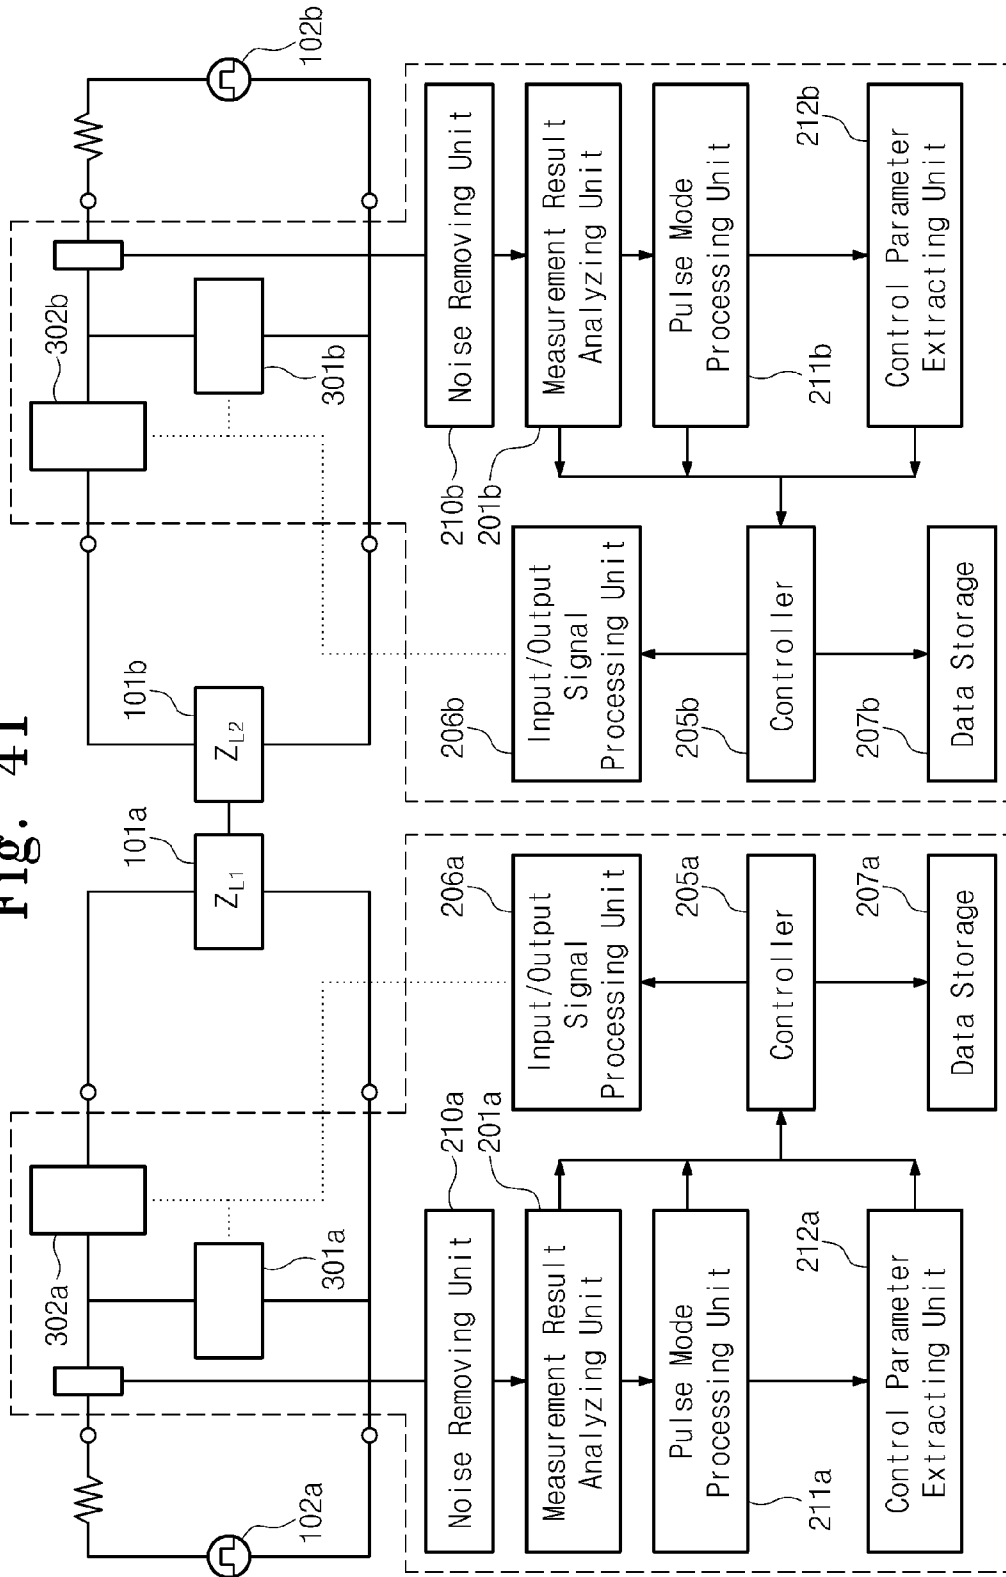 Fig. 41
102a
302a
301a
101a
Z_L1
101b
Z_L2
302b
301b
102b
Noise Removing Unit
210a
Measurement Result
Analyzing Unit
201a
Pulse Mode
Processing Unit
211a
Control Parameter
Extracting Unit
212a
Input/Output
Signal
Processing Unit
206a
Controller
205a
Data Storage
207a
Input/Output
Signal
Processing Unit
206b
Controller
205b
Data Storage
207b
Noise Removing Unit
210b
Measurement Result
Analyzing Unit
201b
Pulse Mode
Processing Unit
211b
Control Parameter
Extracting Unit
212b